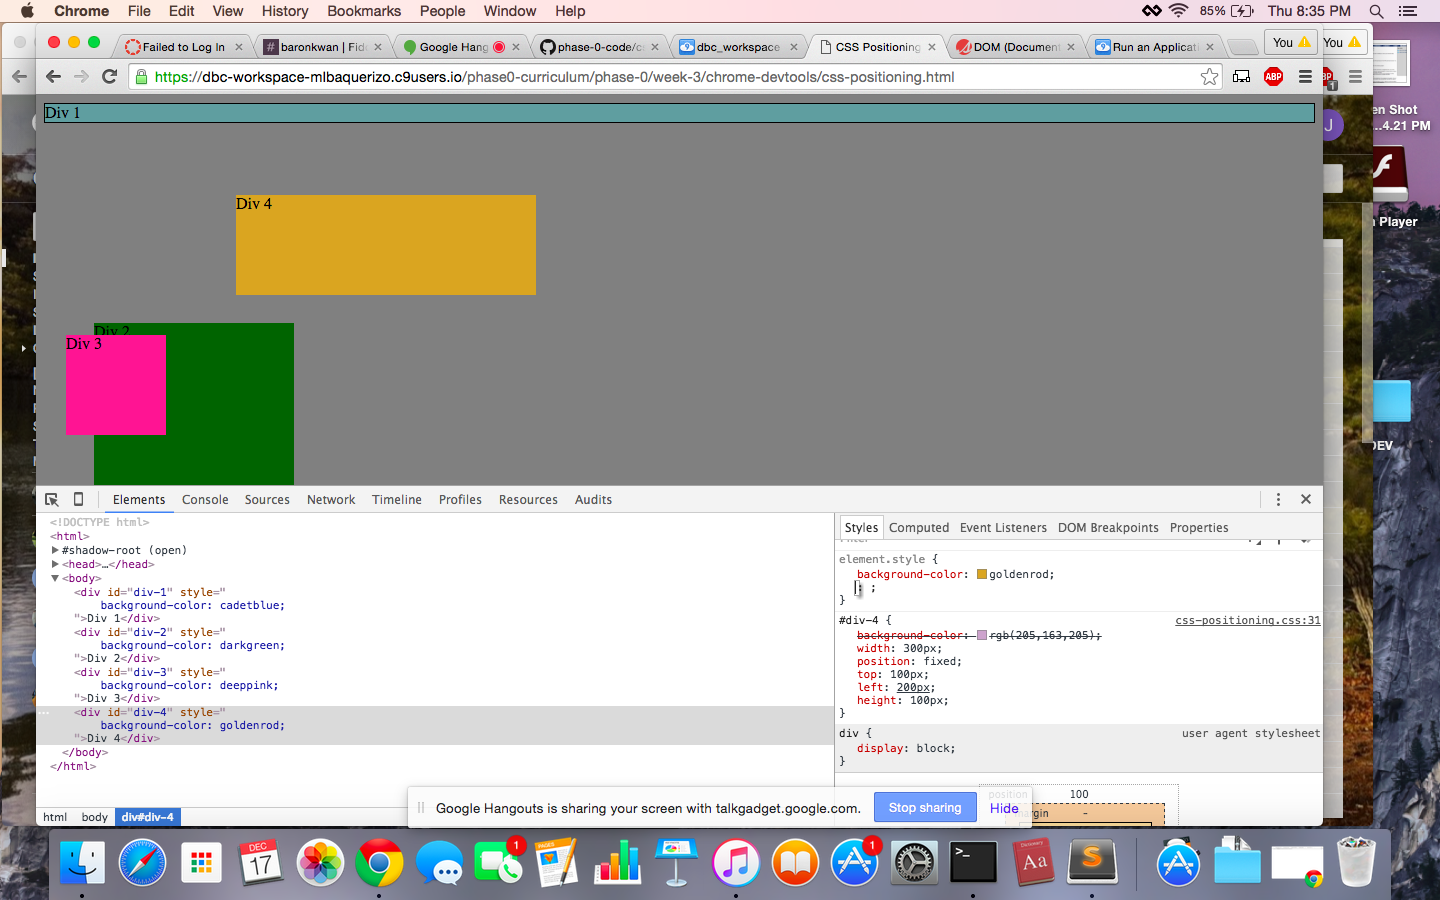 Chrome File Edit View History Bookmarks People Window Help 85% Thu 8:35 PM
Failed to Log In
baronkwan | Fid
Google Hang
phase-0-code/c
dbc_workspace
CSS Positioning
DOM (Document
Run an Applicati
You
You
https://dbc-workspace-mlbaquerizo.c9users.io/phase0-curriculum/phase-0/week-3/chrome-devtools/css-positioning.html
ABP
1
en Shot
...4.21 PM
J
Player
DEV
Div 1
Div 4
Div 2
Div 3
Elements Console Sources Network Timeline Profiles Resources Audits
<!DOCTYPE html>
<html>
#shadow-root (open)
<head>…</head>
<body>
<div id="div-1" style="
background-color: cadetblue;
">Div 1</div>
<div id="div-2" style="
background-color: darkgreen;
">Div 2</div>
<div id="div-3" style="
background-color: deeppink;
">Div 3</div>
<div id="div-4" style="
background-color: goldenrod;
">Div 4</div>
</body>
</html>
html body div#div-4
Styles Computed Event Listeners DOM Breakpoints Properties
element.style {
background-color: goldenrod;
: ;
}
#div-4 { css-positioning.css:31
background-color: rgb(205,163,205);
width: 300px;
position: fixed;
top: 100px;
left: 200px;
height: 100px;
}
div { user agent stylesheet
display: block;
}
position 100
margin -
Google Hangouts is sharing your screen with talkgadget.google.com. Stop sharing Hide
DEC
17
1
PAGES
1
>_
Dictionary
Aa
S